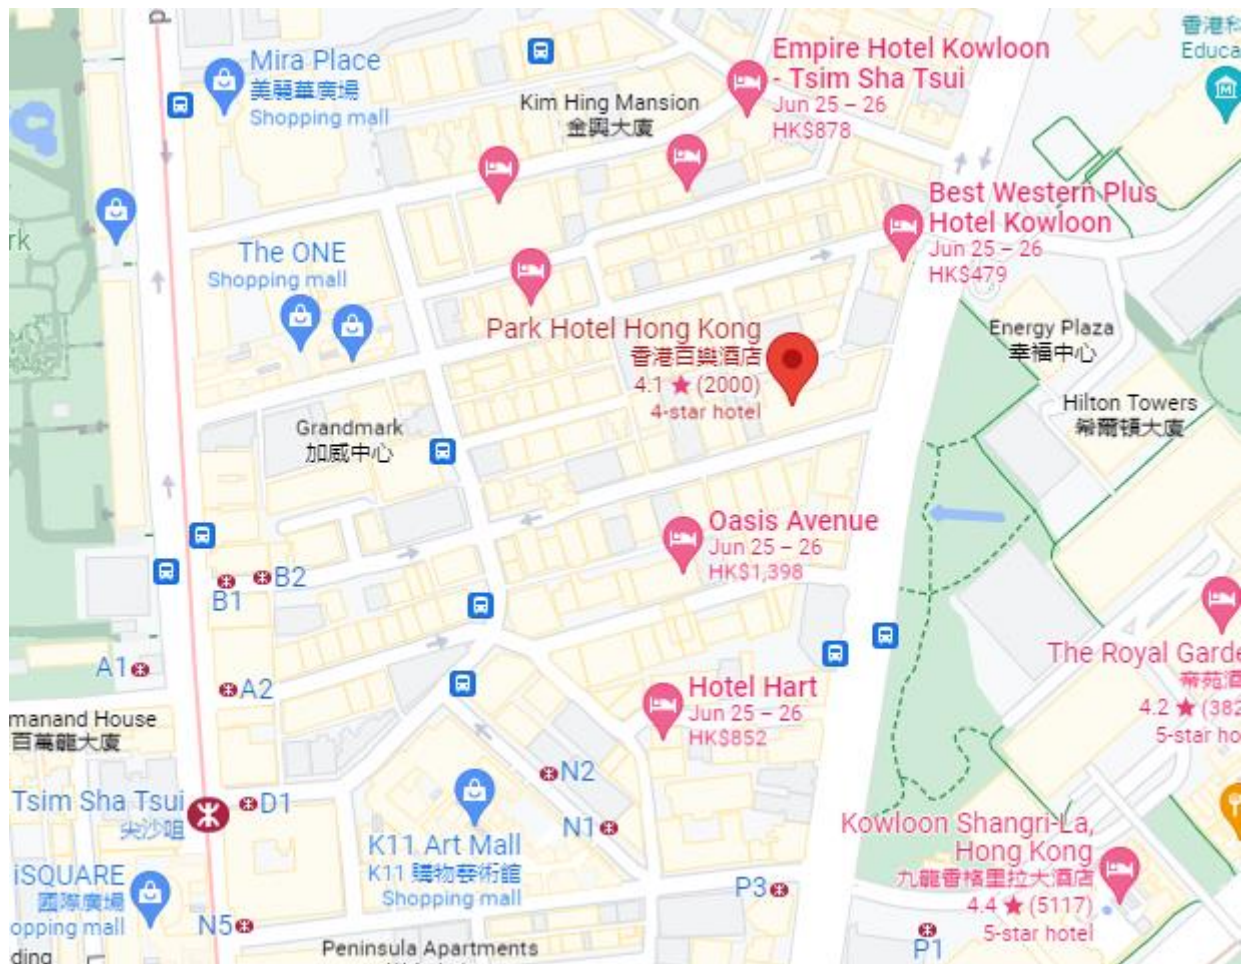 Mira Place
美麗華廣場
Shopping mall
Kim Hing Mansion
金興大廈
Empire Hotel Kowloon
- Tsim Sha Tsui
Jun 25 – 26
HK$878
香港科
Educa
rk
The ONE
Shopping mall
Best Western Plus
Hotel Kowloon
Jun 25 – 26
HK$479
Park Hotel Hong Kong
香港百樂酒店
4.1 ★ (2000)
4-star hotel
Energy Plaza
幸福中心
Grandmark
加威中心
Hilton Towers
希爾頓大廈
Oasis Avenue
Jun 25 – 26
HK$1,398
B1
B2
A1
A2
The Royal Garde
帝苑酒
4.2 ★ (382
5-star ho
Hotel Hart
Jun 25 – 26
HK$852
manand House
百萬龍大廈
Tsim Sha Tsui
尖沙咀
D1
N2
N1
K11 Art Mall
K11 購物藝術館
Shopping mall
Kowloon Shangri-La,
Hong Kong
九龍香格里拉大酒店
4.4 ★ (5117)
5-star hotel
iSQUARE
國際廣場
opping mall
N5
P3
P1
Peninsula Apartments
ding